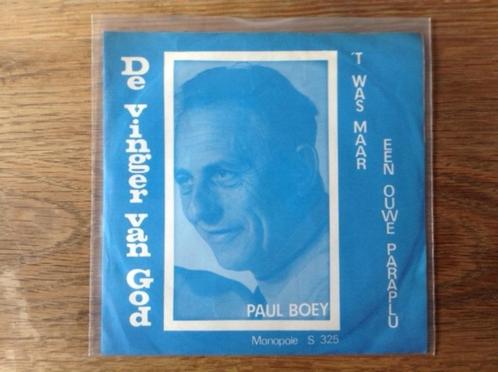 De vinger van God
'T WAS MAAR
EEN OUWE PARAPLU
PAUL BOEY
Monopole S 325